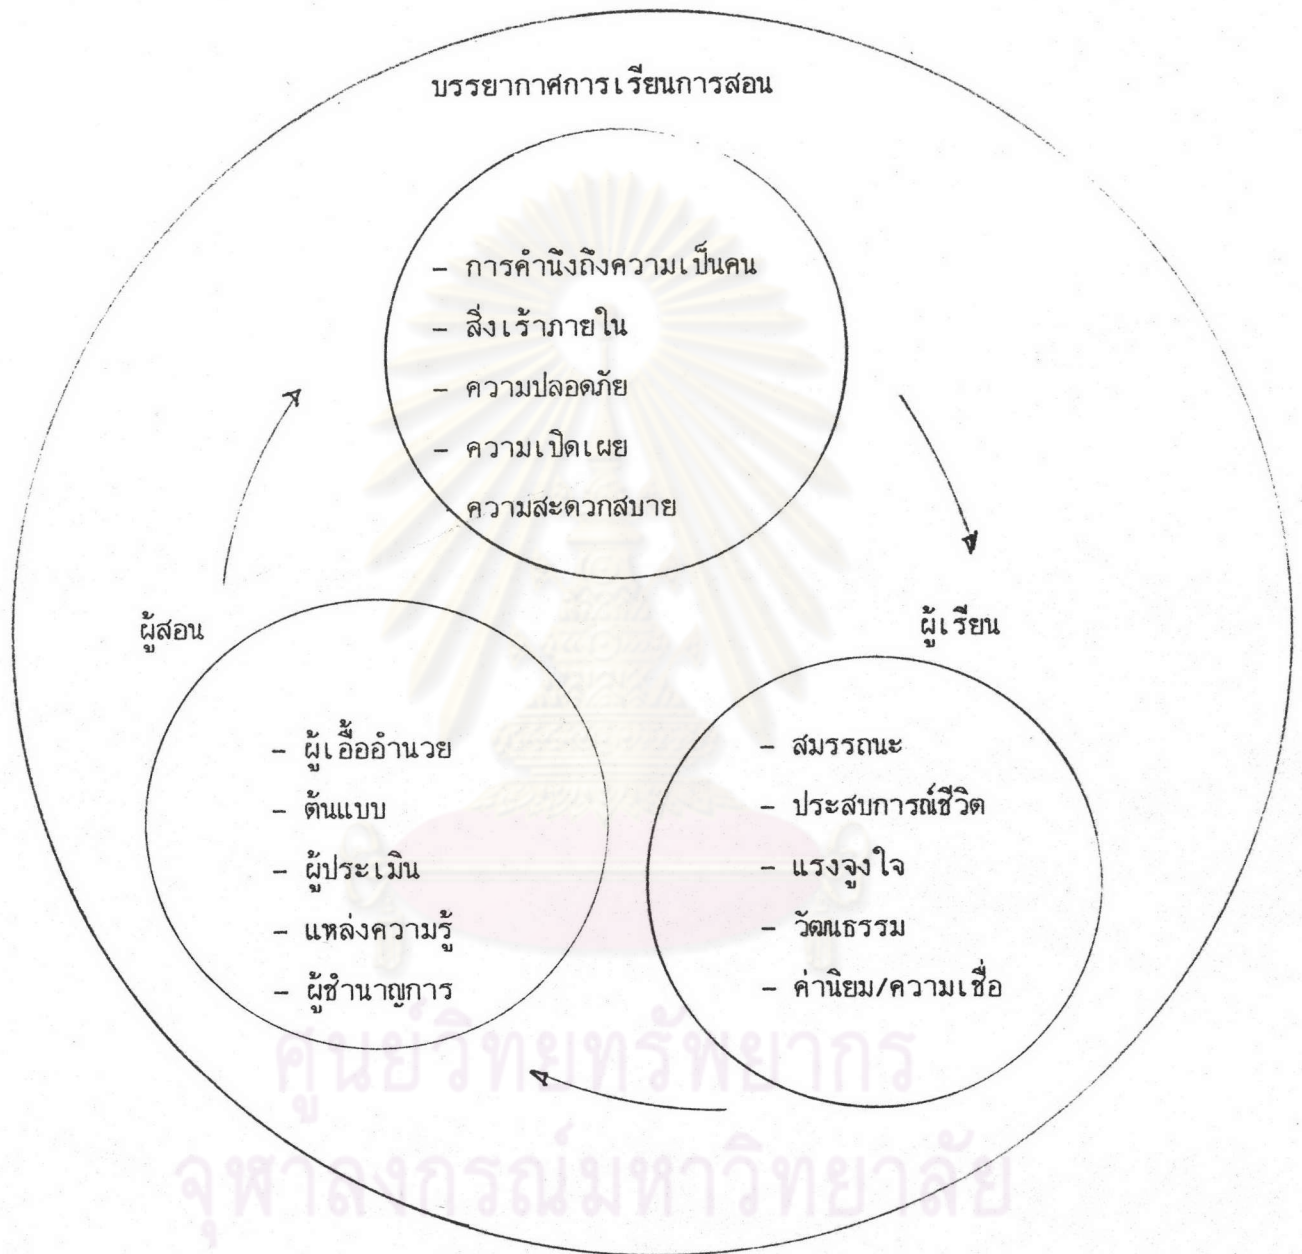 บรรยากาศการเรียนการสอน
- การคำนึงถึงความเป็นคน
- สิ่งเร้าภายใน
- ความปลอดภัย
- ความเปิดเผย
ความสะดวกสบาย
ผู้สอน
- ผู้เอื้ออำนวย
- ต้นแบบ
- ผู้ประเมิน
- แหล่งความรู้
- ผู้ชำนาญการ
ผู้เรียน
- สมรรถนะ
- ประสบการณ์ชีวิต
- แรงจูงใจ
- วัฒนธรรม
- ค่านิยม/ความเชื่อ
ศูนย์วิทยทรัพยากร
จุฬาลงกรณ์มหาวิทยาลัย